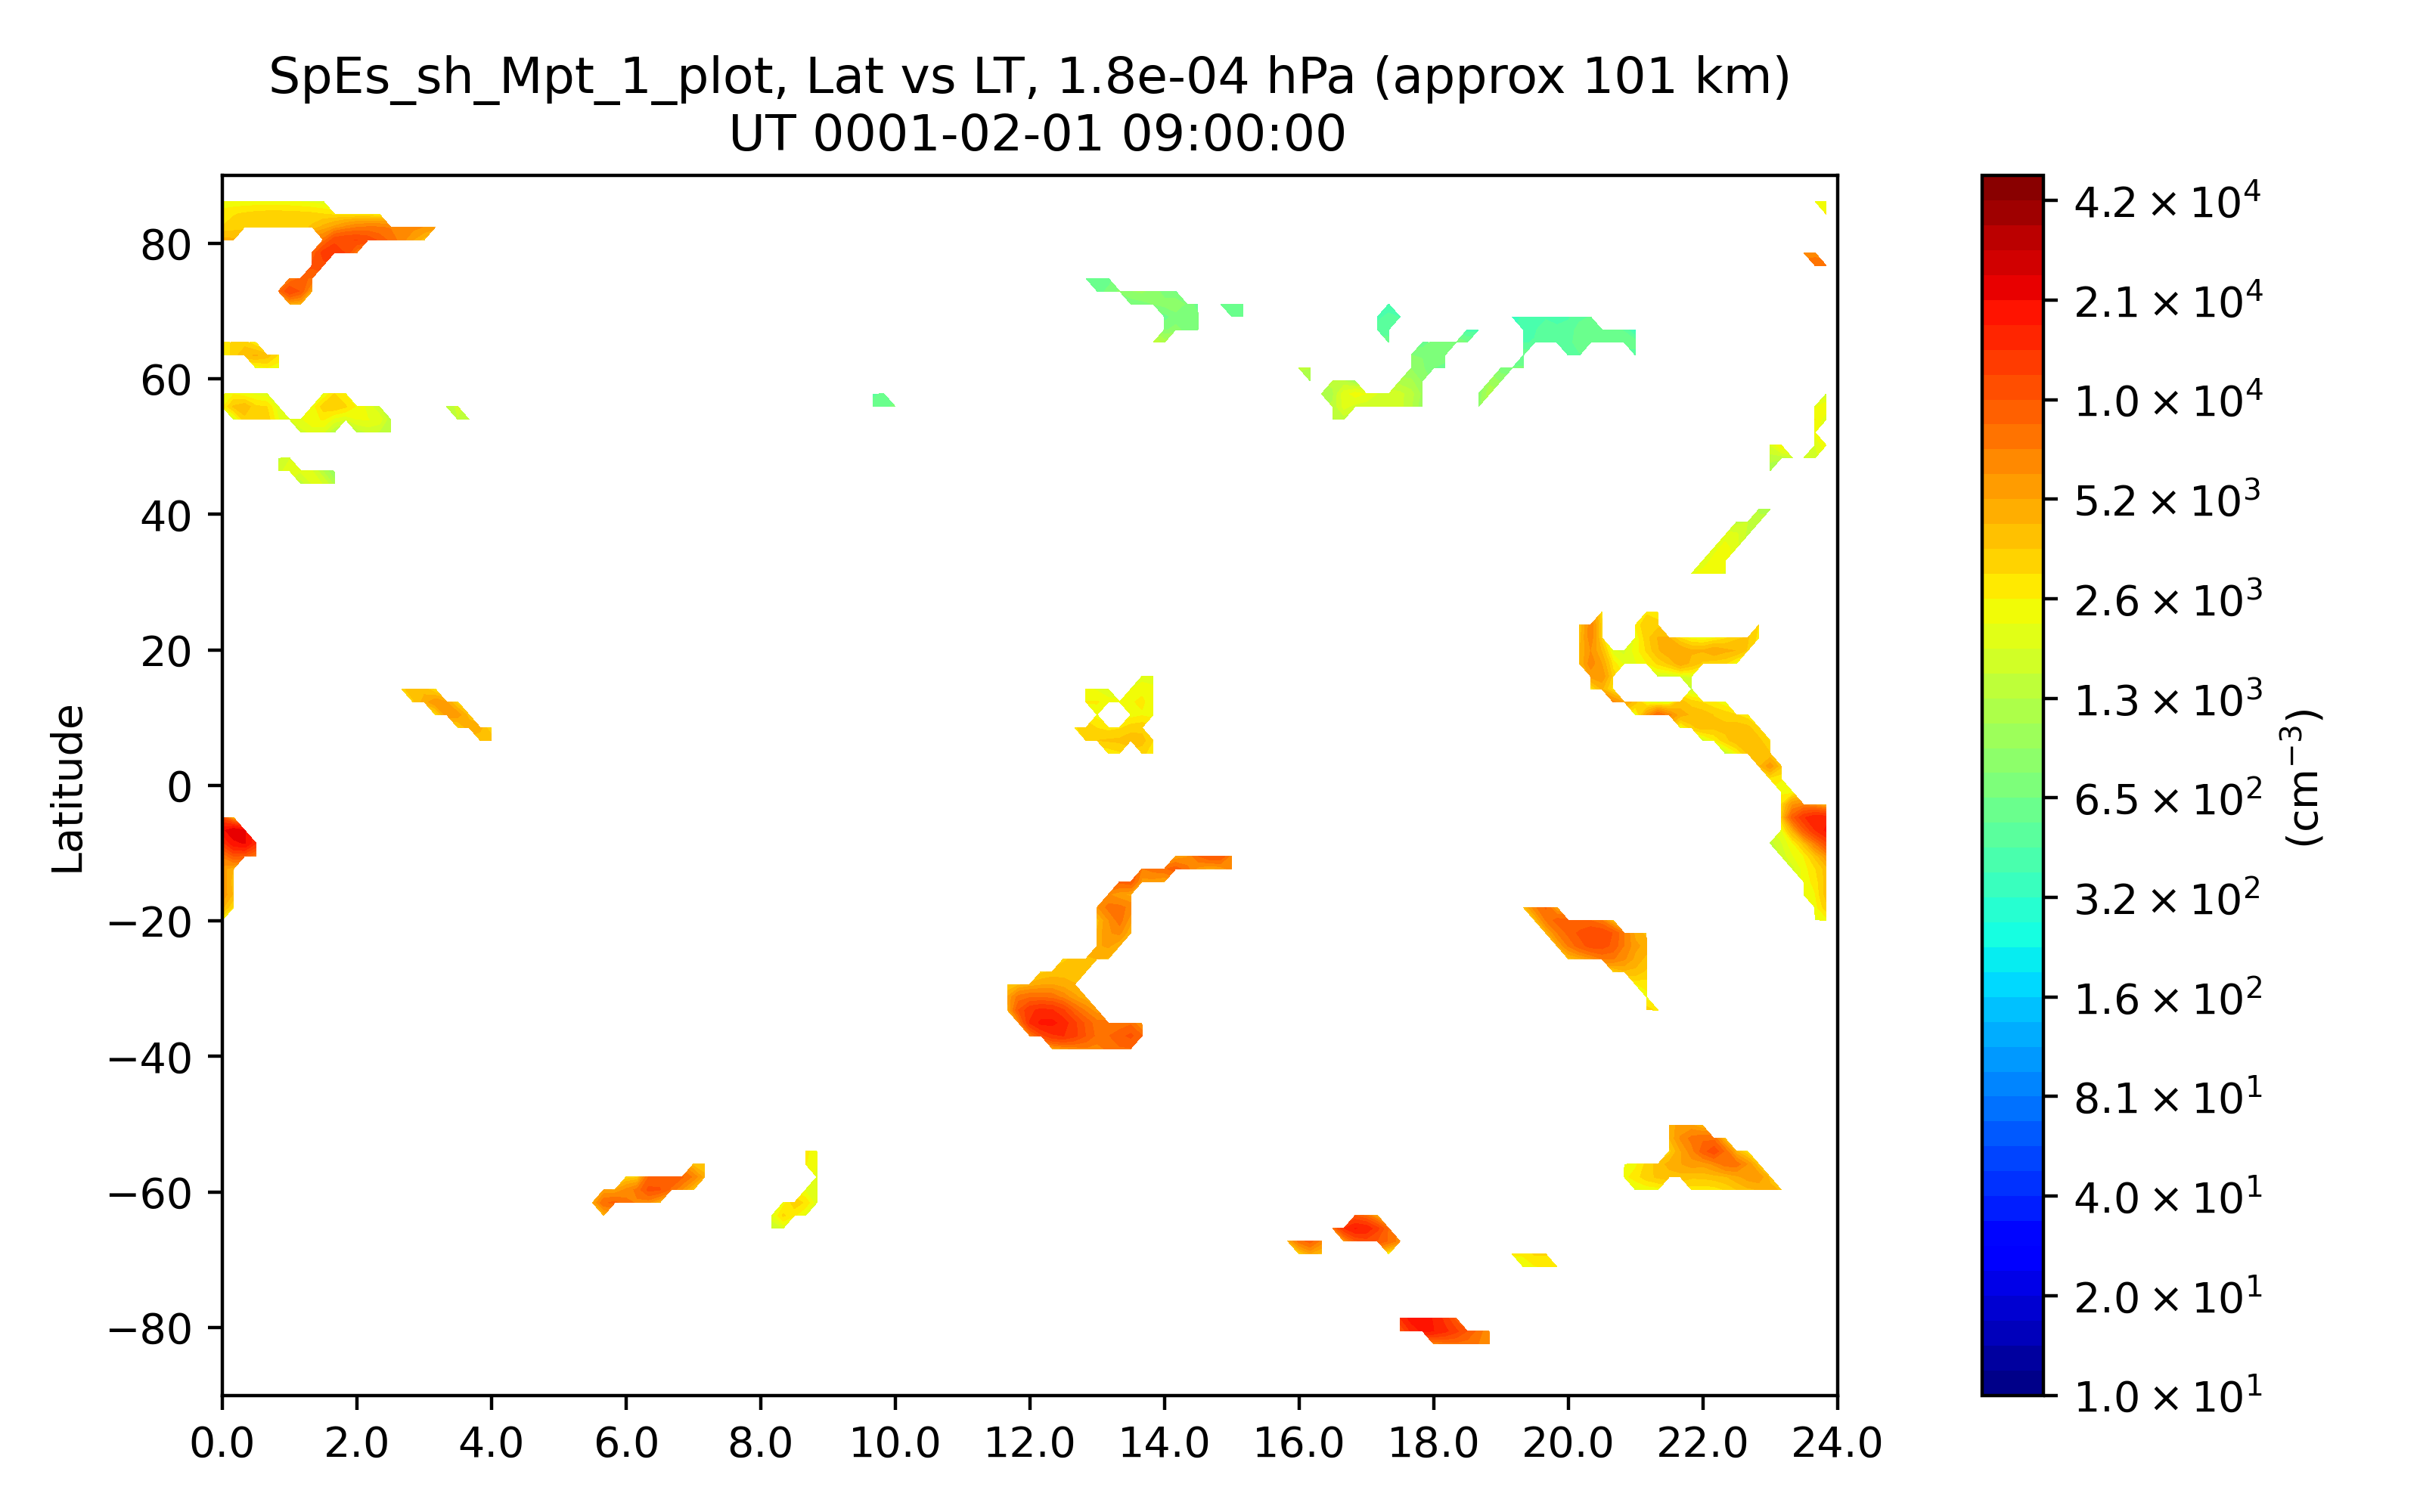 SpEs_sh_Mpt_1_plot, Lat vs LT, 1.8e-04 hPa (approx 101 km)
UT 0001-02-01 09:00:00
Latitude
80
60
40
20
0
−20
−40
−60
−80
0.0 2.0 4.0 6.0 8.0 10.0 12.0 14.0 16.0 18.0 20.0 22.0 24.0
4.2 × 10⁴
2.1 × 10⁴
1.0 × 10⁴
5.2 × 10³
2.6 × 10³
1.3 × 10³
6.5 × 10²
3.2 × 10²
1.6 × 10²
8.1 × 10¹
4.0 × 10¹
2.0 × 10¹
1.0 × 10¹
(cm⁻³)